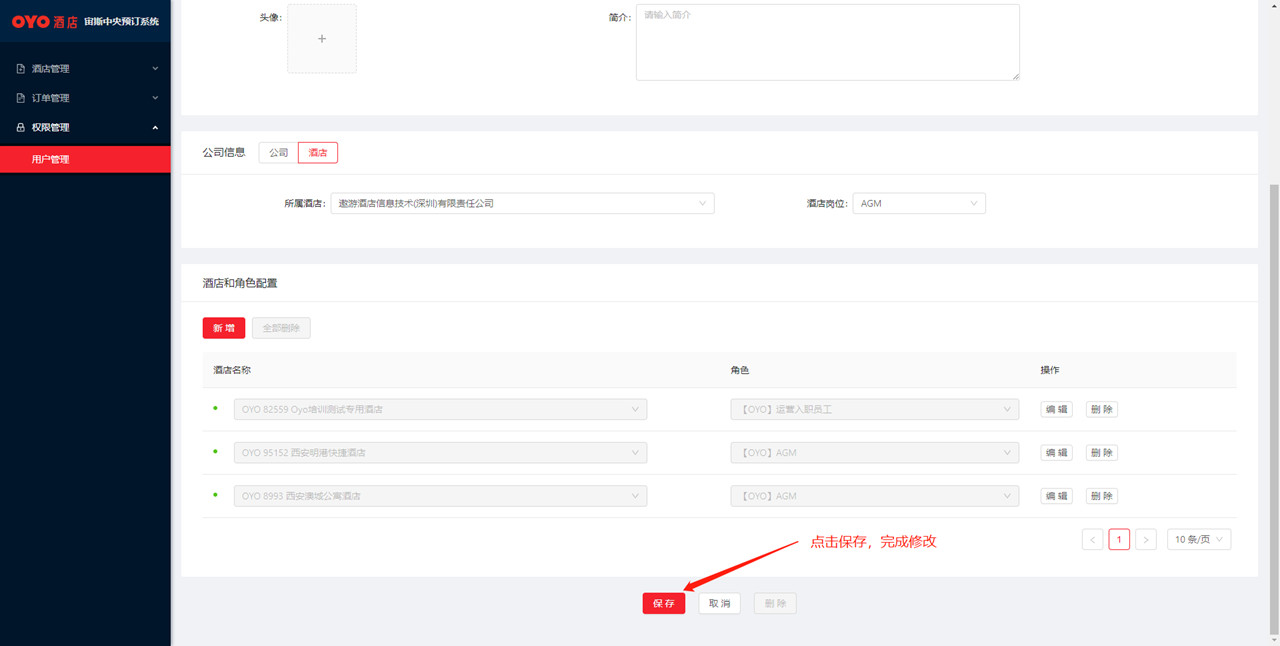 OYO 酒店 宙斯中央预订系统
酒店管理
订单管理
权限管理
用户管理
头像:
简介:
请输入简介
公司信息 公司 酒店
所属酒店: 遨游酒店信息技术(深圳)有限责任公司
酒店岗位: AGM
酒店和角色配置
新增 全部删除
酒店名称 角色 操作
OYO 82559 Oyo培训测试专用酒店 【OYO】运营入职员工 编辑 删除
OYO 95152 西安明港快捷酒店 【OYO】AGM 编辑 删除
OYO 8993 西安澳城公寓酒店 【OYO】AGM 编辑 删除
< 1 > 10 条/页
点击保存，完成修改
保存 取消 删除